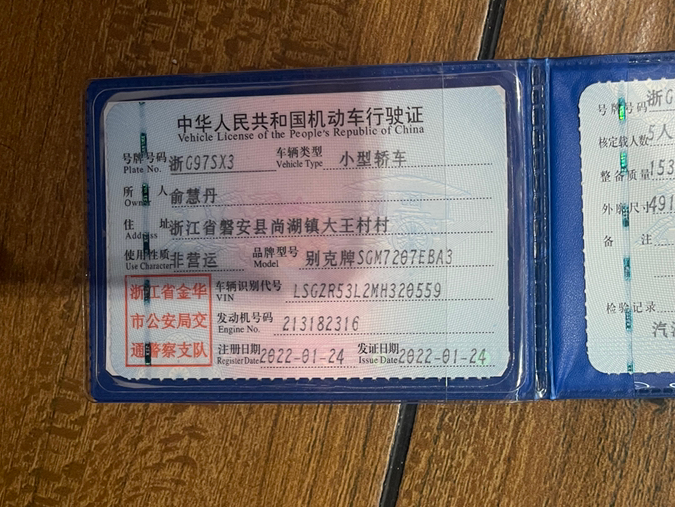 中华人民共和国机动车行驶证
Vehicle License of the People's Republic of China
号牌号码 浙G97SX3 车辆类型 小型轿车
Plate No. Vehicle Type
所有人 俞慧丹
Owner
住址 浙江省磐安县尚湖镇大王村村
Address
使用性质 非营运 品牌型号 别克牌SGM7207EBA3
Use Character Model
浙江省金华
市公安局交
通警察支队
车辆识别代号 LSGZR53L2MH320559
VIN
发动机号码 213182316
Engine No.
注册日期 2022-01-24 发证日期 2022-01-24
Register Date Issue Date
号牌号码 浙G
核定载人数 5人
整备质量 153
外廓尺寸 491
备注
检验记录